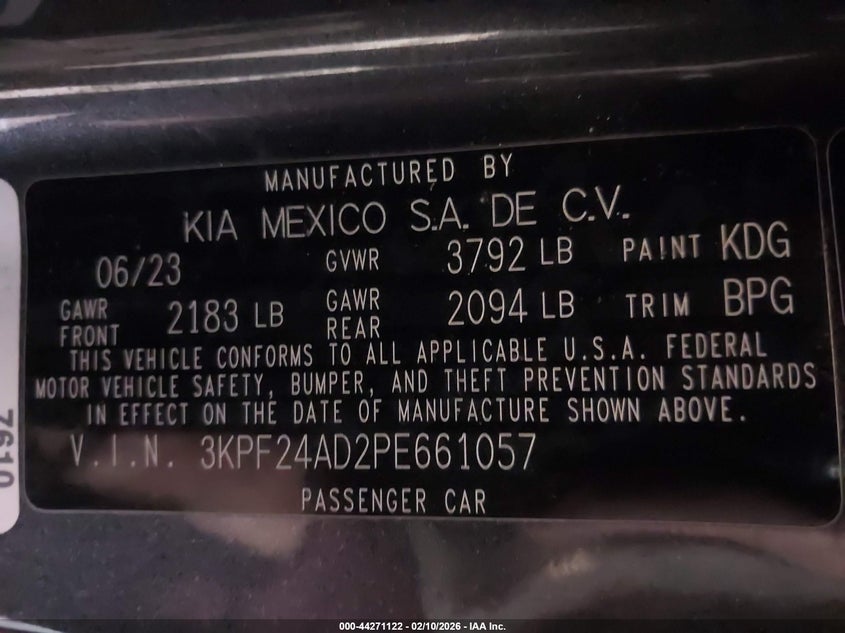 MANUFACTURED BY
KIA MEXICO S.A. DE C.V.
06/23 GVWR 3792 LB PAINT KDG
GAWR FRONT 2183 LB GAWR REAR 2094 LB TRIM BPG
THIS VEHICLE CONFORMS TO ALL APPLICABLE U.S.A. FEDERAL
MOTOR VEHICLE SAFETY, BUMPER, AND THEFT PREVENTION STANDARDS
IN EFFECT ON THE DATE OF MANUFACTURE SHOWN ABOVE.
V.I.N. 3KPF24AD2PE661057
PASSENGER CAR
000-44271122 - 02/10/2026 - IAA Inc.